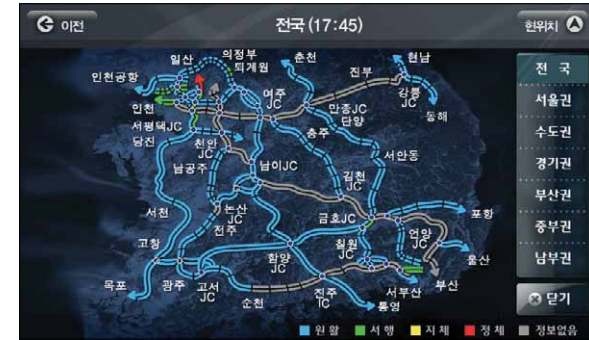 이전
전국(17:45)
현위치
일산
의정부
퇴계원
춘천
현남
인천공항
진부
전 국
인천
여주
JC
강릉
JC
동해
만종JC
단양
서울권
서평택JC
당진
천안
JC
충주
수도권
남공주
남이JC
서안동
김천
JC
경기권
서천
논산
JC
전주
금호JC
포항
부산권
고창
언양
JC
중부권
함양
JC
칠원
JC
울산
남부권
목포
광주
고서
JC
순천
진주
IC
서부산
부산
통영
닫기
원활
서행
지체
정체
정보없음